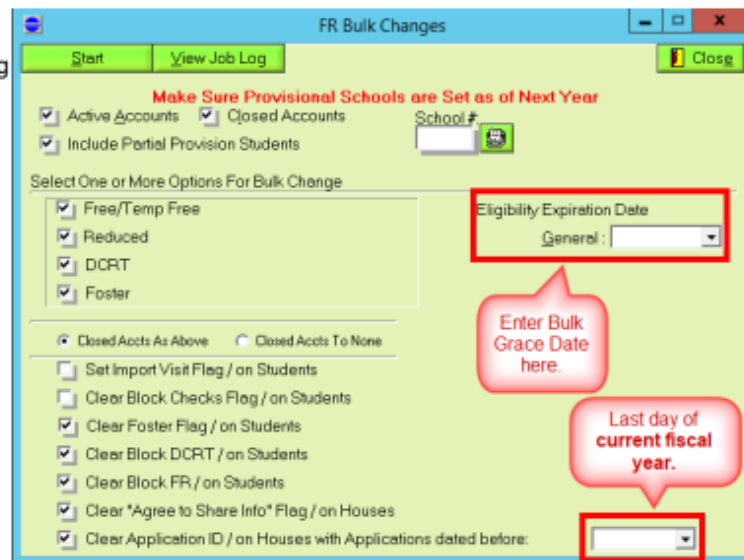 FR Bulk Changes
Start View Job Log Close
Make Sure Provisional Schools are Set as of Next Year
Active Accounts Closed Accounts School #:
Include Partial Provision Students
Select One or More Options For Bulk Change
Free/Temp Free
Reduced
DCRT
Foster
Eligibility Expiration Date
General :
Enter Bulk
Grace Date
here.
Closed Accts As Above Closed Accts To None
Set Import Visit Flag / on Students
Clear Block Checks Flag / on Students
Clear Foster Flag / on Students
Clear Block DCRT / on Students
Clear Block FR / on Students
Clear "Agree to Share Info" Flag / on Houses
Clear Application ID / on Houses with Applications dated before:
Last day of
current fiscal
year.